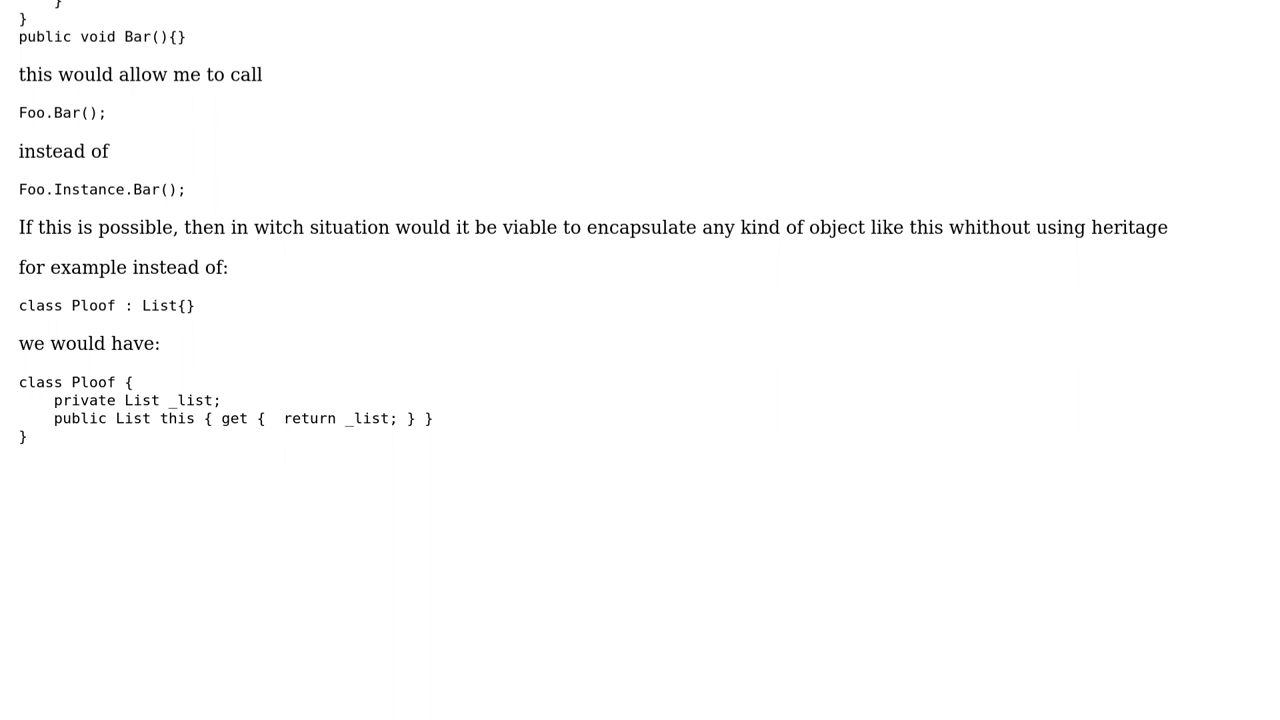 }
}
public void Bar(){}
this would allow me to call
Foo.Bar();
instead of
Foo.Instance.Bar();
If this is possible, then in witch situation would it be viable to encapsulate any kind of object like this whithout using heritage
for example instead of:
class Ploof : List{}
we would have:
class Ploof {
    private List _list;
    public List this { get {  return _list; } }
}